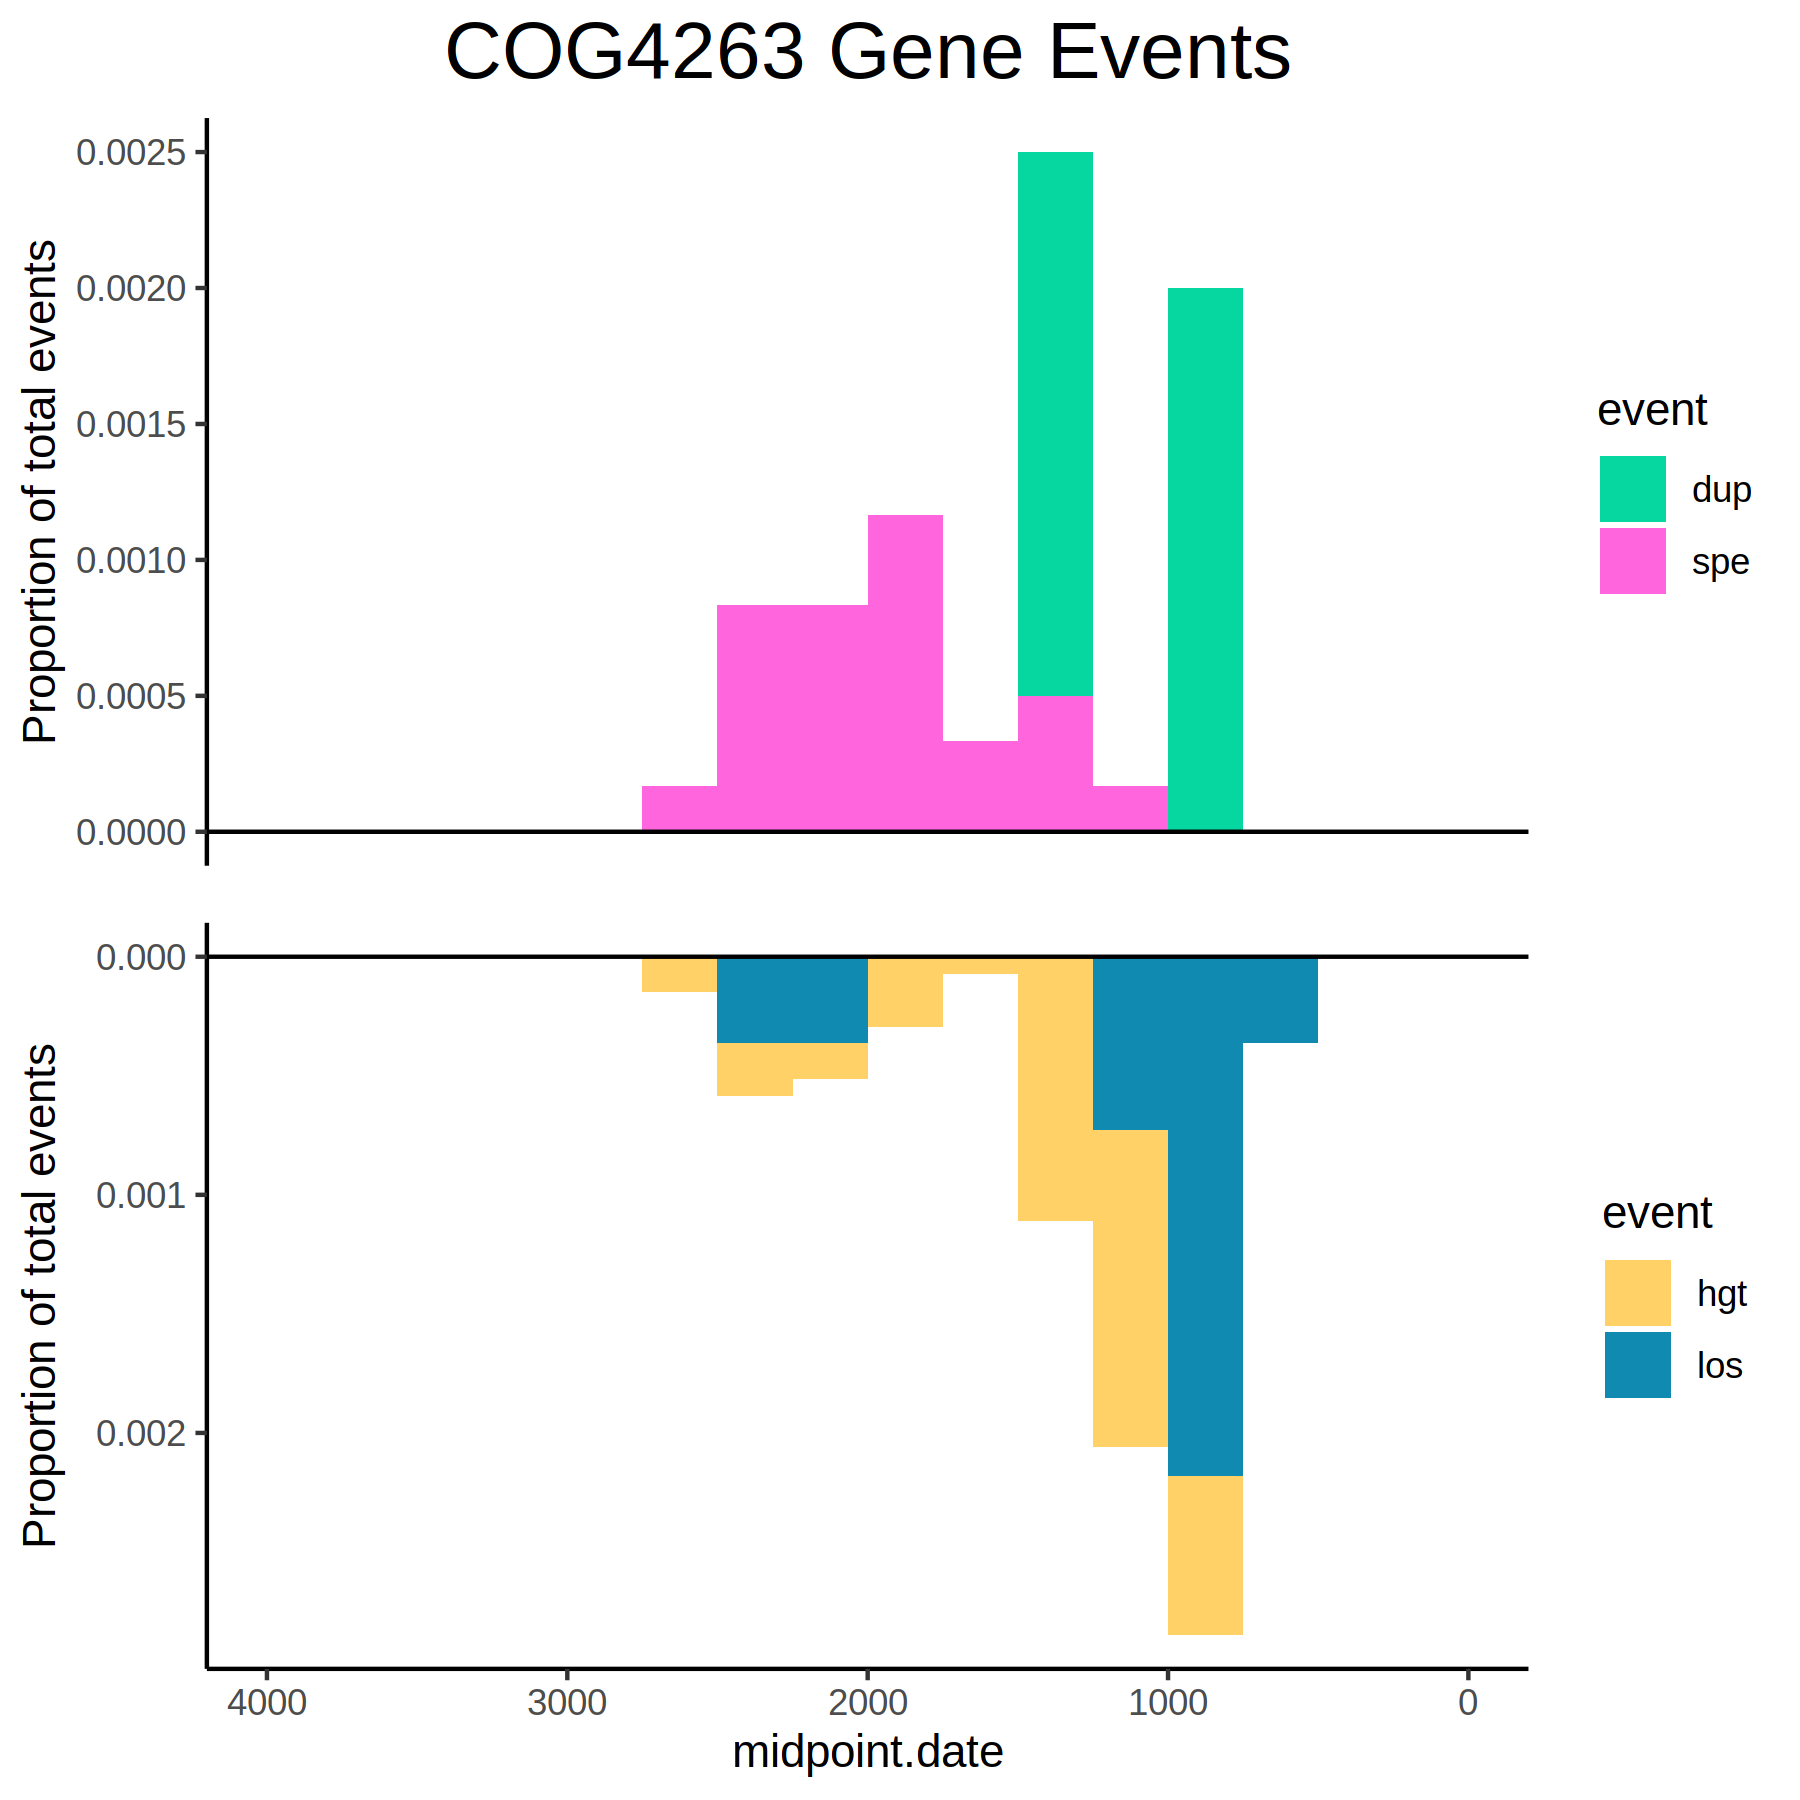 COG4263 Gene Events
Proportion of total events
0.0025
0.0020
0.0015
0.0010
0.0005
0.0000
event
dup
spe
Proportion of total events
0.000
0.001
0.002
event
hgt
los
4000 3000 2000 1000 0
midpoint.date